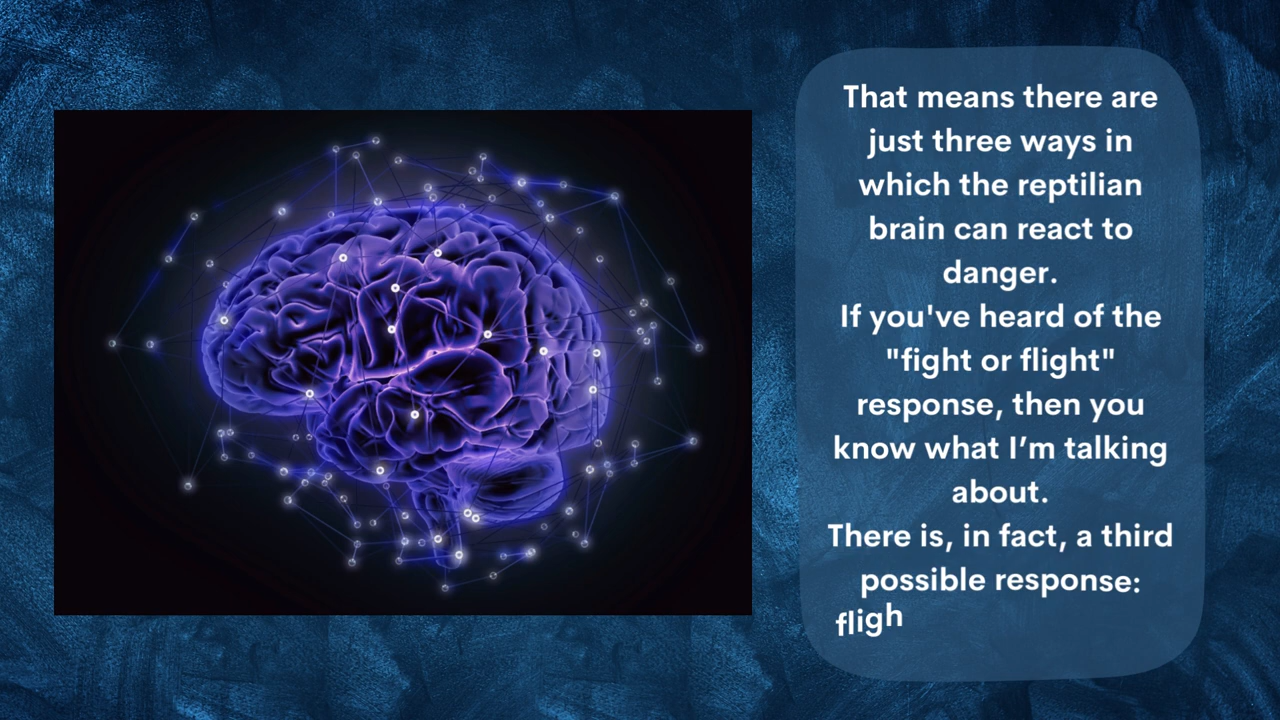 That means there are
just three ways in
which the reptilian
brain can react to
danger.
If you've heard of the
"fight or flight"
response, then you
know what I’m talking
about.
There is, in fact, a third
possible response:
fligh